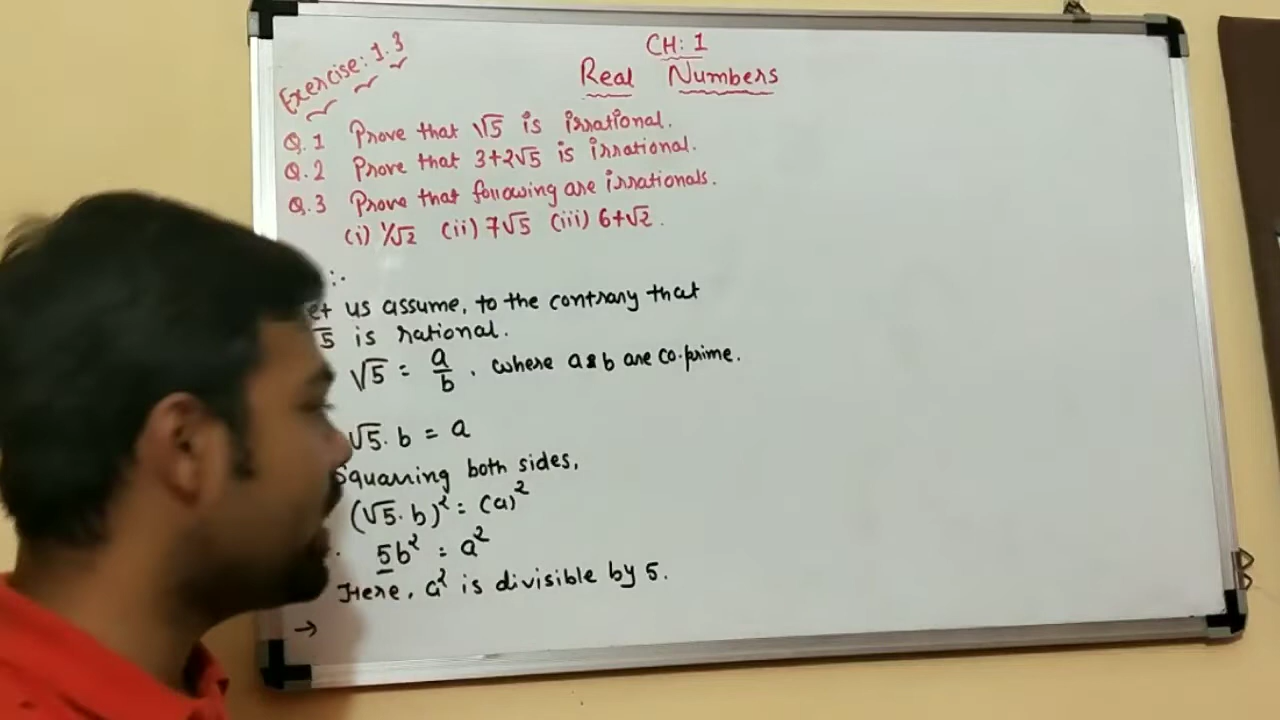 CH: 1
Real Numbers
Exercise: 1.3
Q.1 Prove that √5 is irrational.
Q.2 Prove that 3+2√5 is irrational.
Q.3 Prove that following are irrationals.
(i) 1/√2 (ii) 7√5 (iii) 6+√2.
:.
us assume, to the contrary that
5 is rational.
√5 = a/b . where a & b are co-prime.
√5. b = a
Squarring both sides,
(√5. b)² = (a)²
5b² = a²
Here, a² is divisible by 5.
→